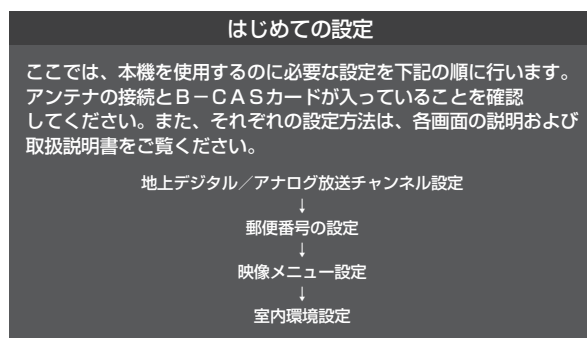 はじめての設定
ここでは、本機を使用するのに必要な設定を下記の順に行います。
アンテナの接続とB－CASカードが入っていることを確認
してください。また、それぞれの設定方法は、各画面の説明および
取扱説明書をご覧ください。
地上デジタル／アナログ放送チャンネル設定
↓
郵便番号の設定
↓
映像メニュー設定
↓
室内環境設定